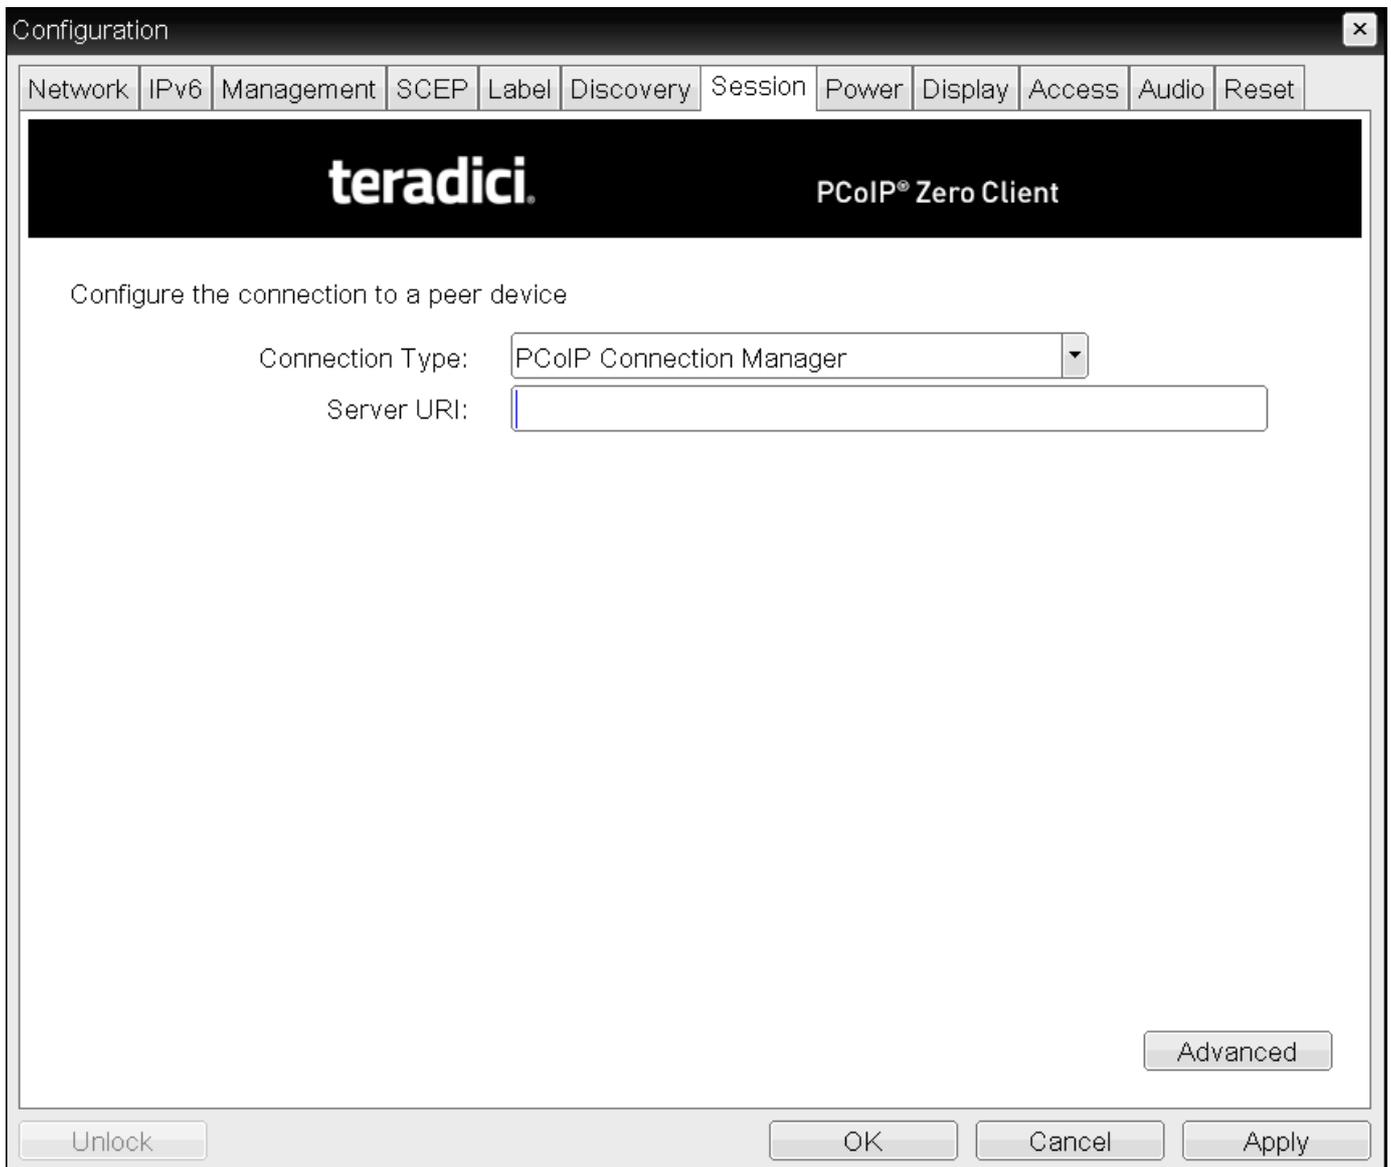 Configuration
Network IPv6 Management SCEP Label Discovery Session Power Display Access Audio Reset
teradici. PCoIP® Zero Client
Configure the connection to a peer device
Connection Type: PCoIP Connection Manager
Server URI:
Advanced
Unlock OK Cancel Apply